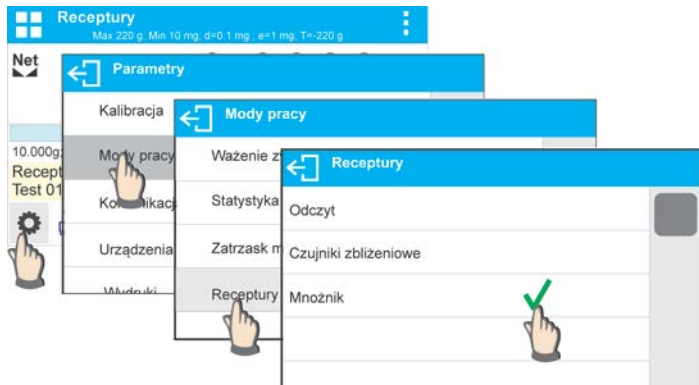 Receptury
Max 220 g. Min 10 mg; d=0.1 mg ; e=1 mg; T=-220 g
Net
10.000g;
Recept
Test 01
Parametry
Kalibracja
Mody pracy
Urządzenia
Wydruki
Mody pracy
Ważenie z
Statystyka
Zatrzask m
Receptury
Receptury
Odczyt
Czujniki zbliżeniowe
Mnożnik